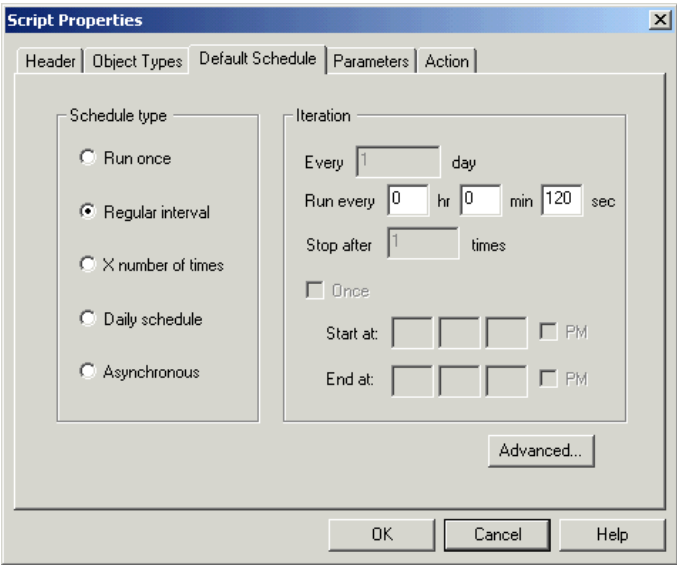 Script Properties
Header Object Types Default Schedule Parameters Action
Schedule type
Run once
Regular interval
X number of times
Daily schedule
Asynchronous
Iteration
Every 1 day
Run every 0 hr 0 min 120 sec
Stop after 1 times
Once
Start at: PM
End at: PM
Advanced...
OK Cancel Help